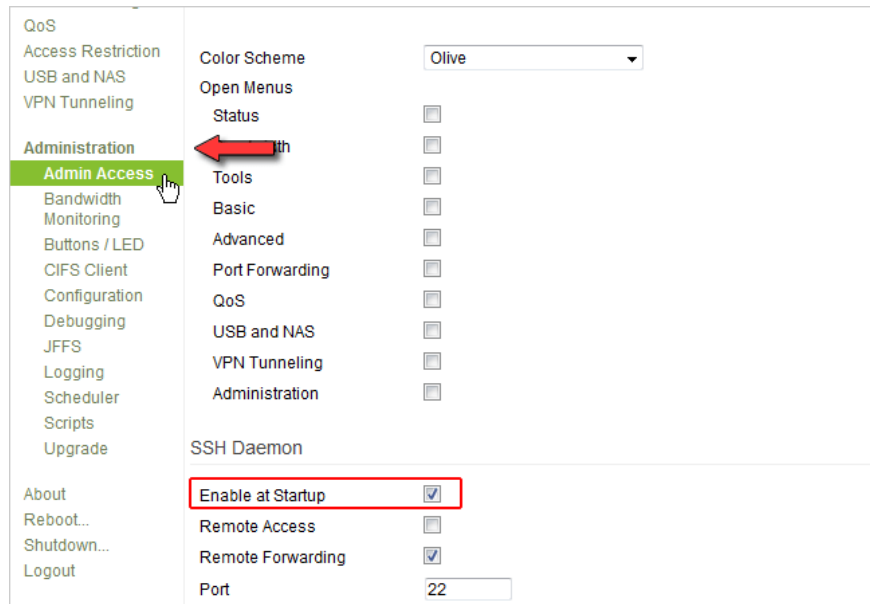 QoS
Access Restriction
USB and NAS
VPN Tunneling
Administration
Admin Access
Bandwidth
Monitoring
Buttons / LED
CIFS Client
Configuration
Debugging
JFFS
Logging
Scheduler
Scripts
Upgrade
About
Reboot...
Shutdown...
Logout
Color Scheme
Olive
Open Menus
Status
Tools
Basic
Advanced
Port Forwarding
QoS
USB and NAS
VPN Tunneling
Administration
SSH Daemon
Enable at Startup
Remote Access
Remote Forwarding
Port
22